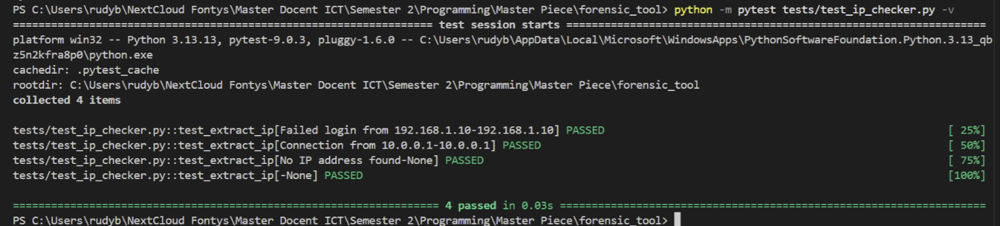 PS C:\Users\rudyb\NextCloud Fontys\Master Docent ICT\Semester 2\Programming\Master Piece\forensic_tool> python -m pytest tests/test_ip_checker.py -v
================================================================== test session starts ==================================================================
platform win32 -- Python 3.13.13, pytest-9.0.3, pluggy-1.6.0 -- C:\Users\rudyb\AppData\Local\Microsoft\WindowsApps\PythonSoftwareFoundation.Python.3.13_qb
z5n2kfra8p0\python.exe
cachedir: .pytest_cache
rootdir: C:\Users\rudyb\NextCloud Fontys\Master Docent ICT\Semester 2\Programming\Master Piece\forensic_tool
collected 4 items
tests/test_ip_checker.py::test_extract_ip[Failed login from 192.168.1.10-192.168.1.10] PASSED [ 25%]
tests/test_ip_checker.py::test_extract_ip[Connection from 10.0.0.1-10.0.0.1] PASSED [ 50%]
tests/test_ip_checker.py::test_extract_ip[No IP address found-None] PASSED [ 75%]
tests/test_ip_checker.py::test_extract_ip[-None] PASSED [100%]
=================================================================== 4 passed in 0.03s ===================================================================
PS C:\Users\rudyb\NextCloud Fontys\Master Docent ICT\Semester 2\Programming\Master Piece\forensic_tool>